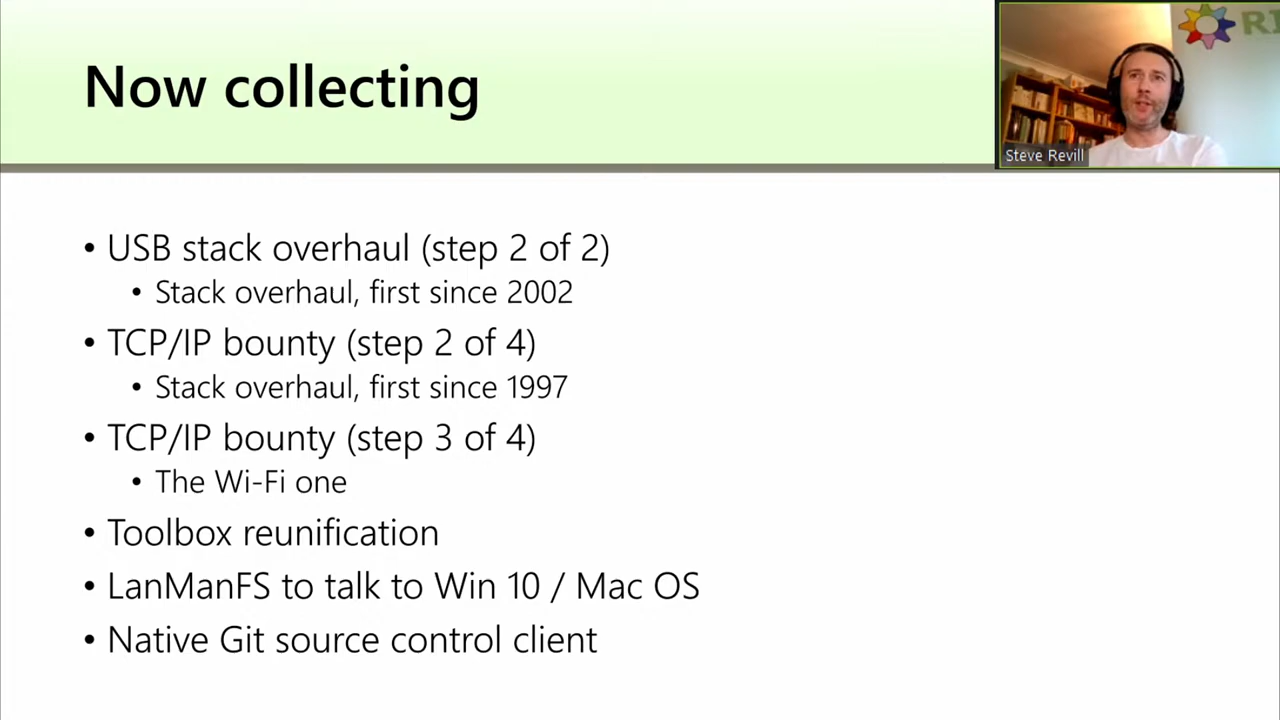 Now collecting
RI
Steve Revill
• USB stack overhaul (step 2 of 2)
• Stack overhaul, first since 2002
• TCP/IP bounty (step 2 of 4)
• Stack overhaul, first since 1997
• TCP/IP bounty (step 3 of 4)
• The Wi-Fi one
• Toolbox reunification
• LanManFS to talk to Win 10 / Mac OS
• Native Git source control client